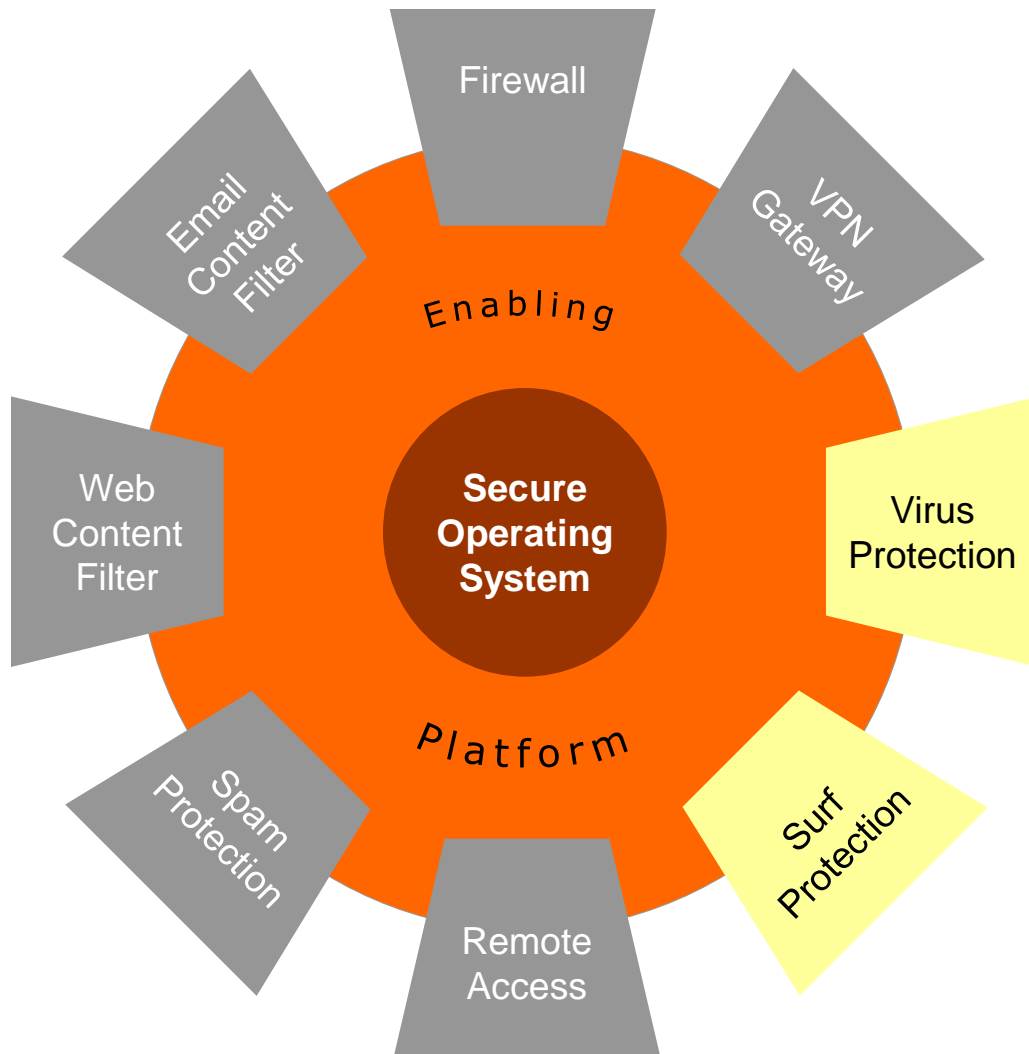 Firewall
VPN
Gateway
Virus
Protection
Surf
Protection
Remote
Access
Spam
Protection
Web
Content
Filter
Email
Content
Filter
Enabling
Secure
Operating
System
Platform